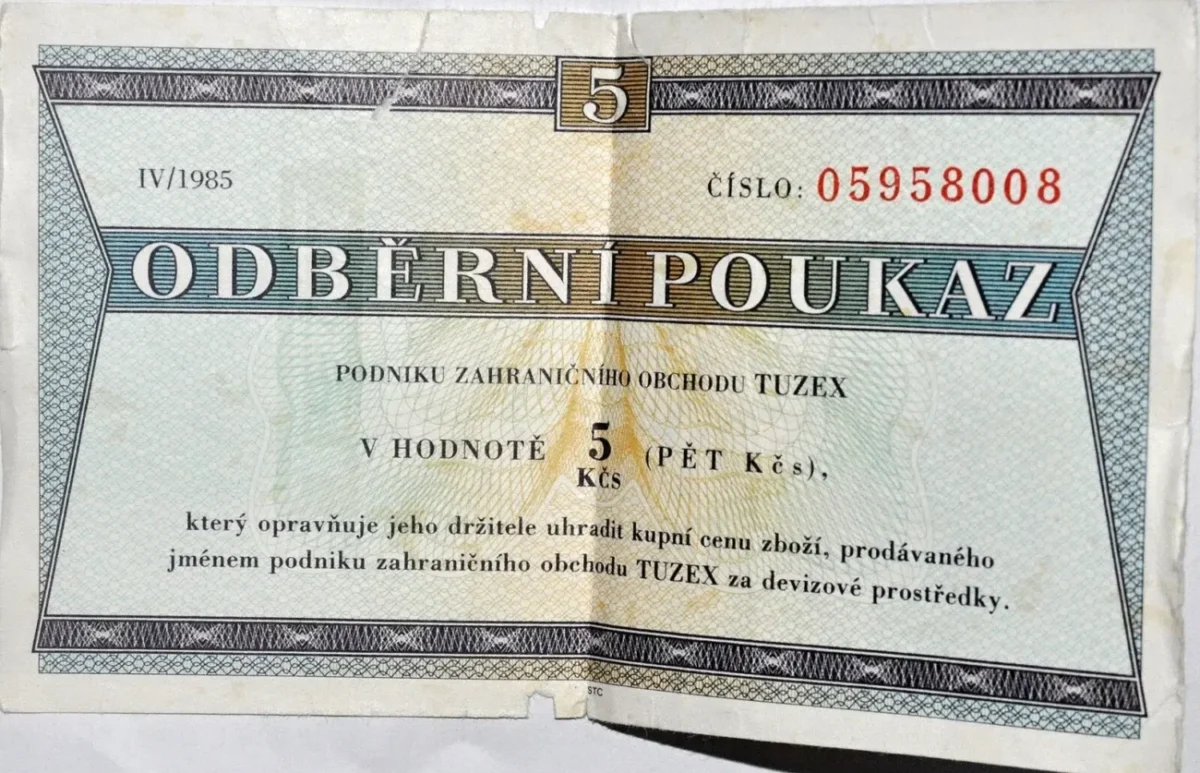 5
IV/1985
ČÍSLO: 05958008
ODBĚRNÍ POUKAZ
PODNIKU ZAHRANIČNÍHO OBCHODU TUZEX
V HODNOTĚ 5 KČS (PĚT Kčs),
který opravňuje jeho držitele uhradit kupní cenu zboží, prodávaného
jménem podniku zahraničního obchodu TUZEX za devizové prostředky.
STC